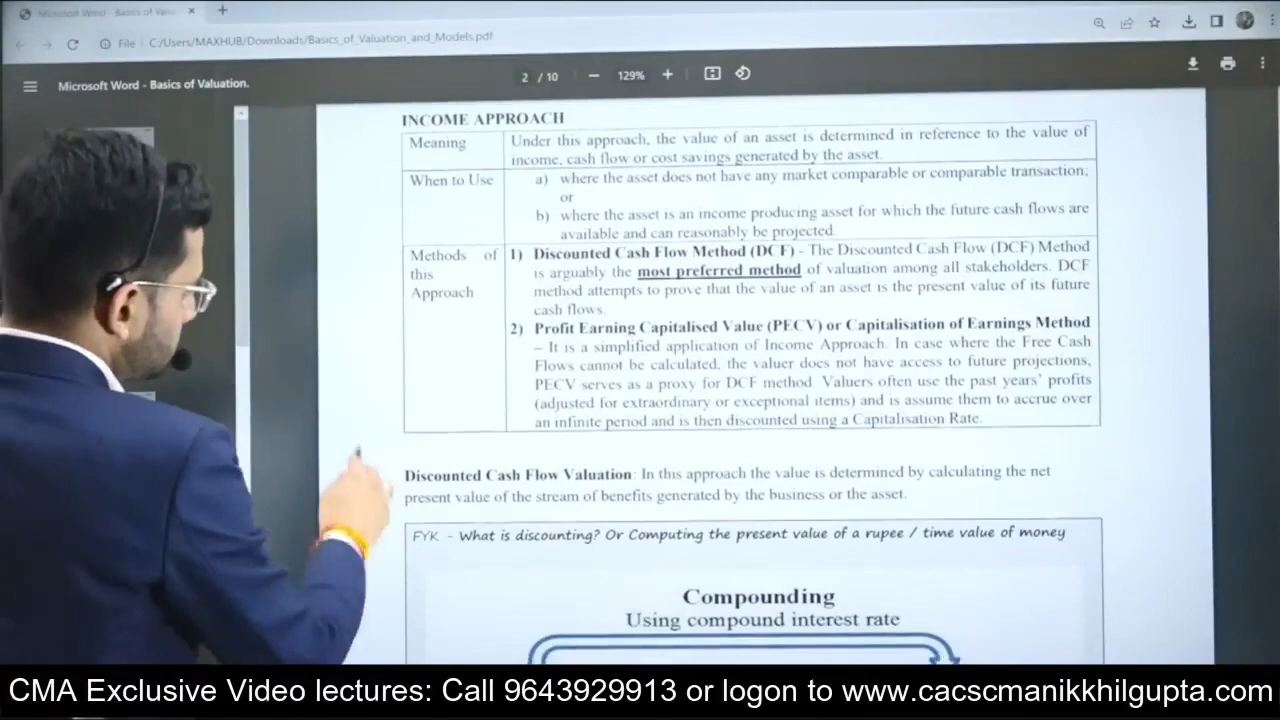 Microsoft Word - Basics of Valu
File
C:/Users/MAXHUB/Downloads/Basics_of_Valuation_and_Models.pdf
Microsoft Word - Basics of Valuation.
2 / 10
129%
INCOME APPROACH
Meaning
Under this approach, the value of an asset is determined in reference to the value of
income, cash flow or cost savings generated by the asset.
When to Use
a) where the asset does not have any market comparable or comparable transaction;
or
b) where the asset is an income producing asset for which the future cash flows are
available and can reasonably be projected.
Methods of
this
Approach
1) Discounted Cash Flow Method (DCF) - The Discounted Cash Flow (DCF) Method
is arguably the most preferred method of valuation among all stakeholders. DCF
method attempts to prove that the value of an asset is the present value of its future
cash flows.
2) Profit Earning Capitalised Value (PECV) or Capitalisation of Earnings Method
– It is a simplified application of Income Approach. In case where the Free Cash
Flows cannot be calculated, the valuer does not have access to future projections,
PECV serves as a proxy for DCF method. Valuers often use the past years' profits
(adjusted for extraordinary or exceptional items) and is assume them to accrue over
an infinite period and is then discounted using a Capitalisation Rate.
Discounted Cash Flow Valuation: In this approach the value is determined by calculating the net
present value of the stream of benefits generated by the business or the asset.
FYK - What is discounting? Or Computing the present value of a rupee / time value of money
Compounding
Using compound interest rate
CMA Exclusive Video lectures: Call 9643929913 or logon to www.cacscmanikkhilgupta.com